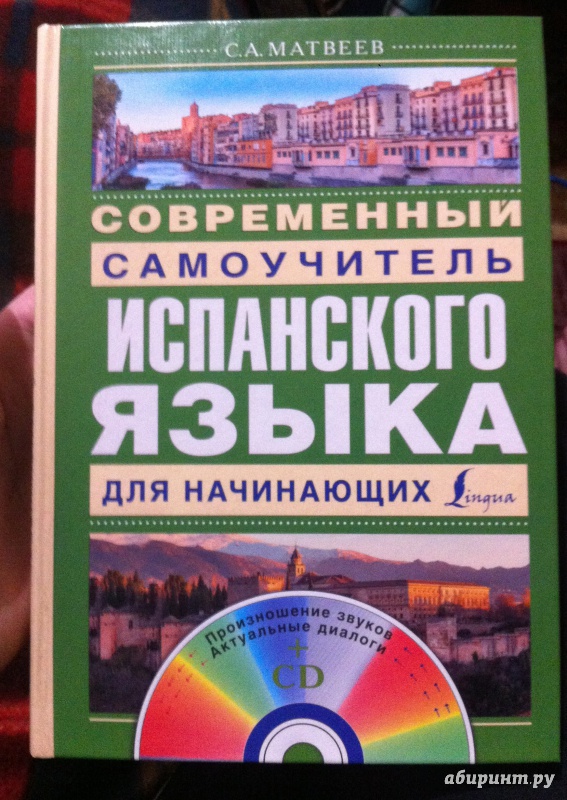 С.А. МАТВЕЕВ
СОВРЕМЕННЫЙ
САМОУЧИТЕЛЬ
ИСПАНСКОГО
ЯЗЫКА
ДЛЯ НАЧИНАЮЩИХ Lingua
Произношение звуков
Актуальные диалоги
+
CD
абиринт.ру